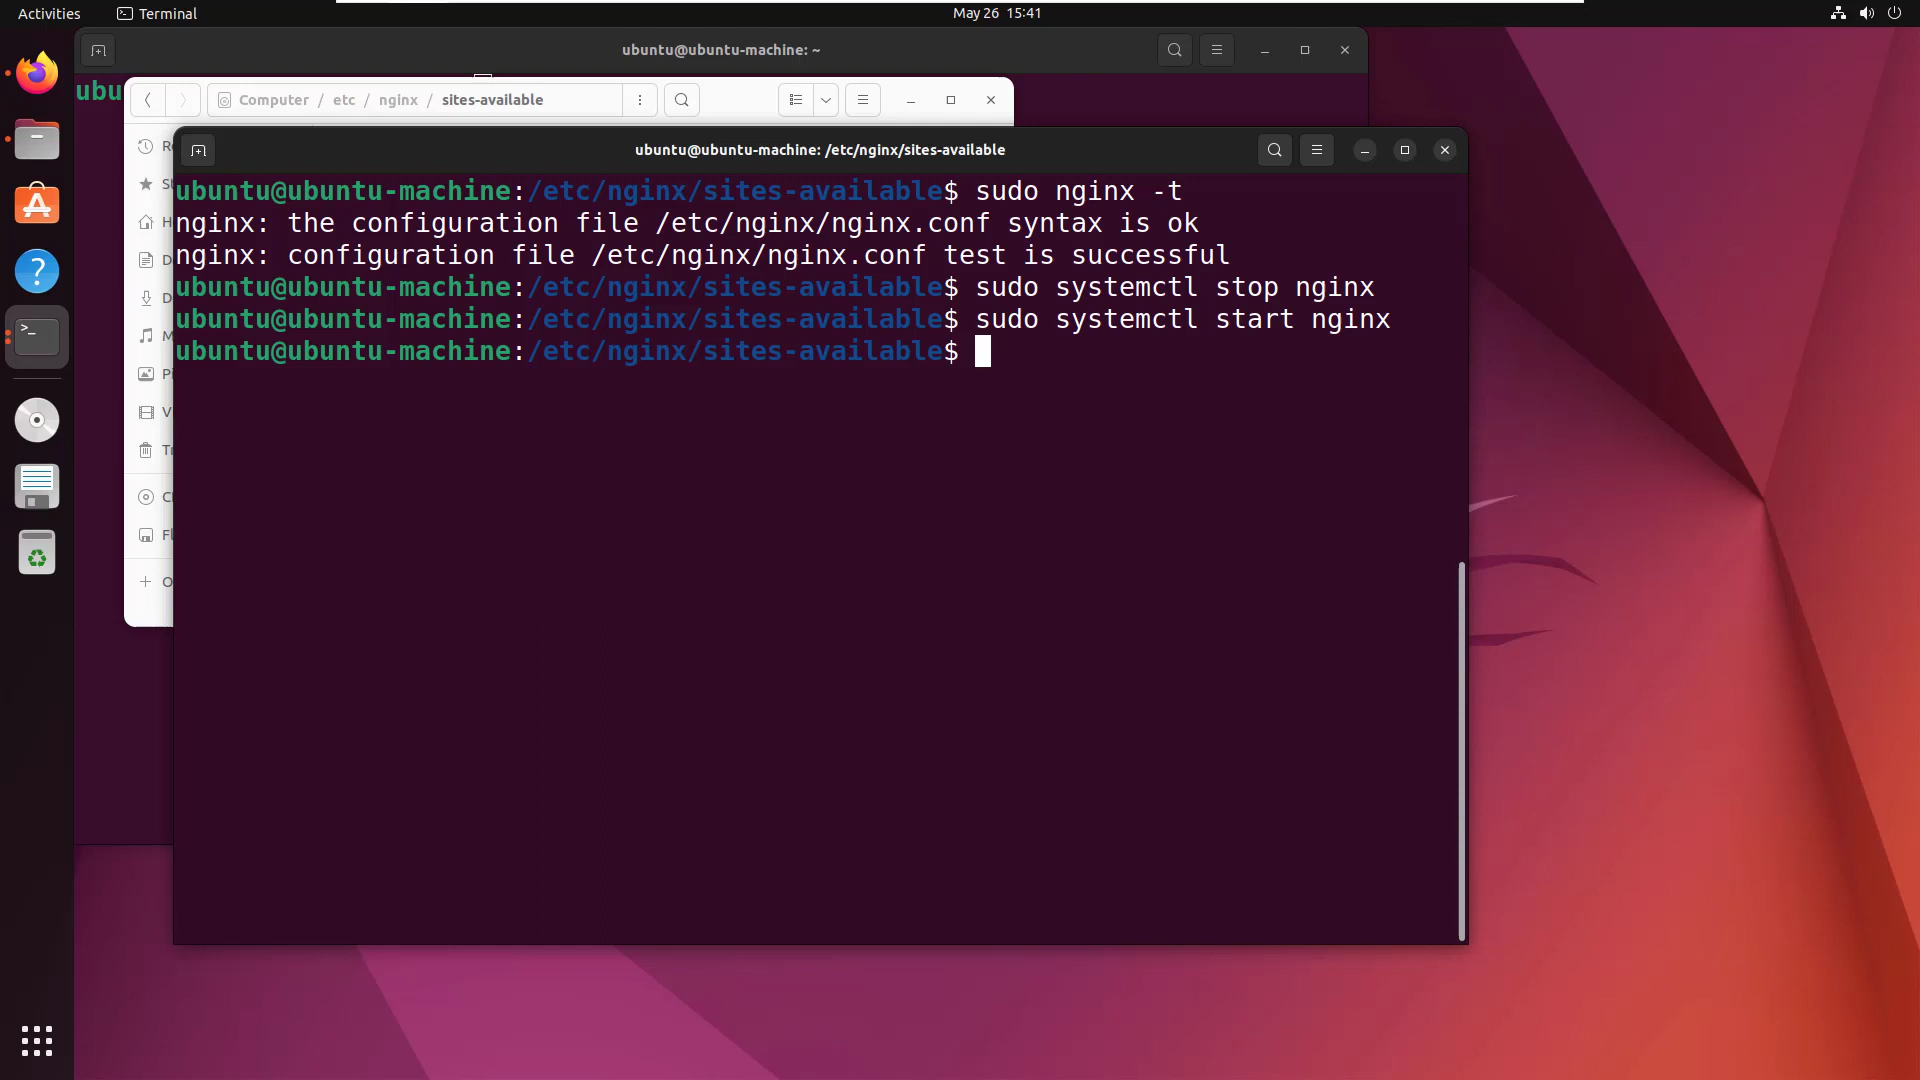 Activities
Terminal
May 26 15:41
ubuntu@ubuntu-machine: ~
ubu
Computer / etc / nginx / sites-available
ubuntu@ubuntu-machine: /etc/nginx/sites-available
ubuntu@ubuntu-machine:/etc/nginx/sites-available$ sudo nginx -t
nginx: the configuration file /etc/nginx/nginx.conf syntax is ok
nginx: configuration file /etc/nginx/nginx.conf test is successful
ubuntu@ubuntu-machine:/etc/nginx/sites-available$ sudo systemctl stop nginx
ubuntu@ubuntu-machine:/etc/nginx/sites-available$ sudo systemctl start nginx
ubuntu@ubuntu-machine:/etc/nginx/sites-available$